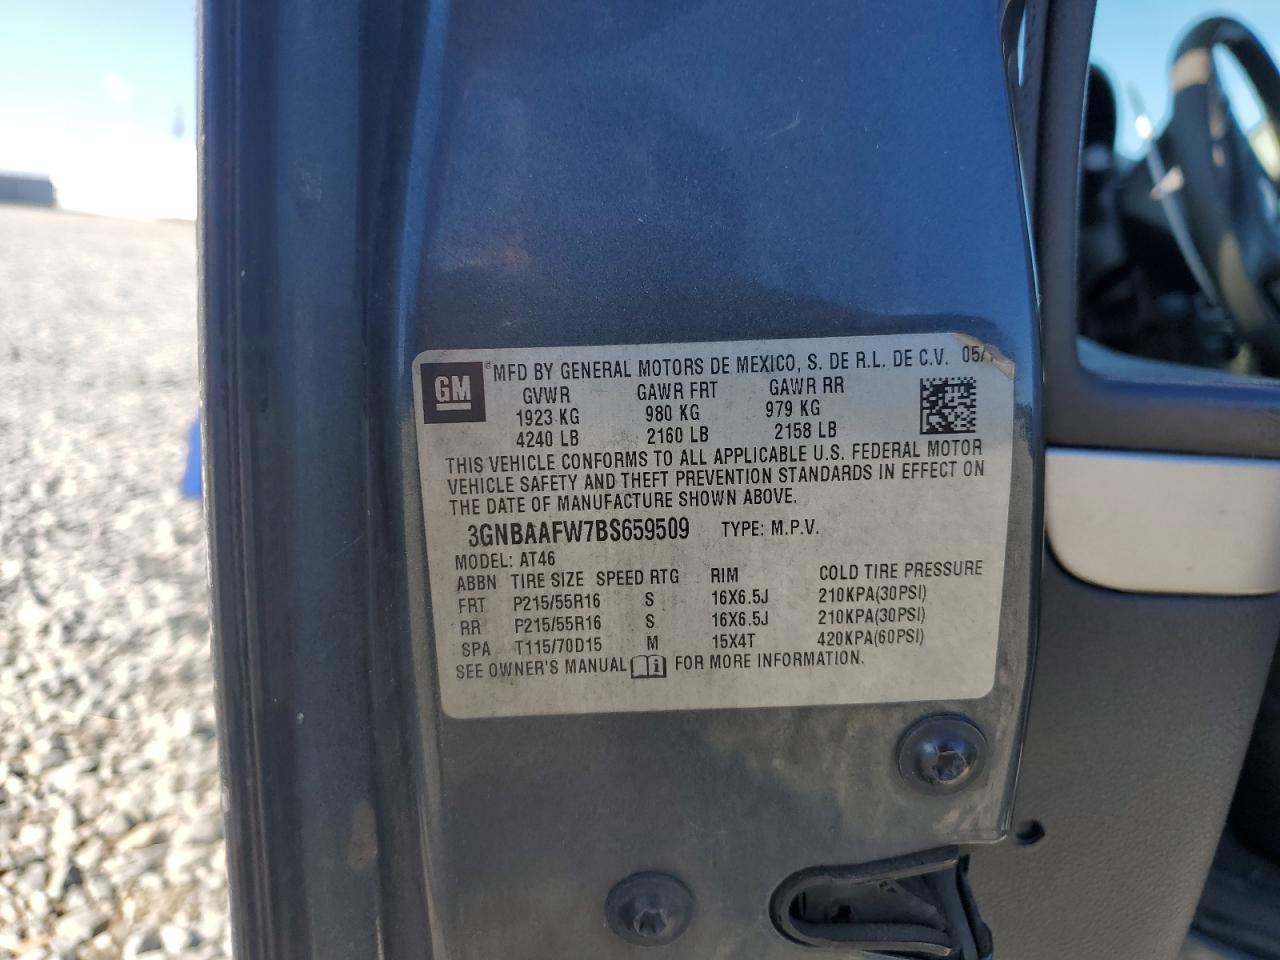 GM ® MFD BY GENERAL MOTORS DE MEXICO, S. DE R.L. DE C.V. 05/
GVWR GAWR FRT GAWR RR
1923 KG 980 KG 979 KG
4240 LB 2160 LB 2158 LB
THIS VEHICLE CONFORMS TO ALL APPLICABLE U.S. FEDERAL MOTOR
VEHICLE SAFETY AND THEFT PREVENTION STANDARDS IN EFFECT ON
THE DATE OF MANUFACTURE SHOWN ABOVE.
3GNBAAFW7BS659509 TYPE: M.P.V.
MODEL: AT46
ABBN TIRE SIZE SPEED RTG RIM COLD TIRE PRESSURE
FRT P215/55R16 S 16X6.5J 210KPA(30PSI)
RR P215/55R16 S 16X6.5J 210KPA(30PSI)
SPA T115/70D15 M 15X4T 420KPA(60PSI)
SEE OWNER'S MANUAL FOR MORE INFORMATION.